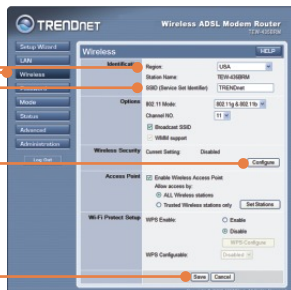 TRENDNET
Wireless ADSL Modem Router
TEW-436BRM
Setup Wizard
LAN
Wireless
Password
Mode
Status
Advanced
Administration
Log Out
Wireless HELP
Identification Region: USA
Station Name: TEW-436BRM
SSID (Service Set Identifier) TRENDnet
Options 802.11 Mode: 802.11g & 802.11b
Channel NO. 11
Broadcast SSID
WMM support
Wireless Security Current Setting: Disabled
Configure
Access Point Enable Wireless Access Point
Allow access by:
ALL Wireless stations
Trusted Wireless stations only Set Stations
Wi-Fi Protect Setup WPS Enable: Enable
Disable
WPS Configure
WPS Configurable: Disabled
Save Cancel